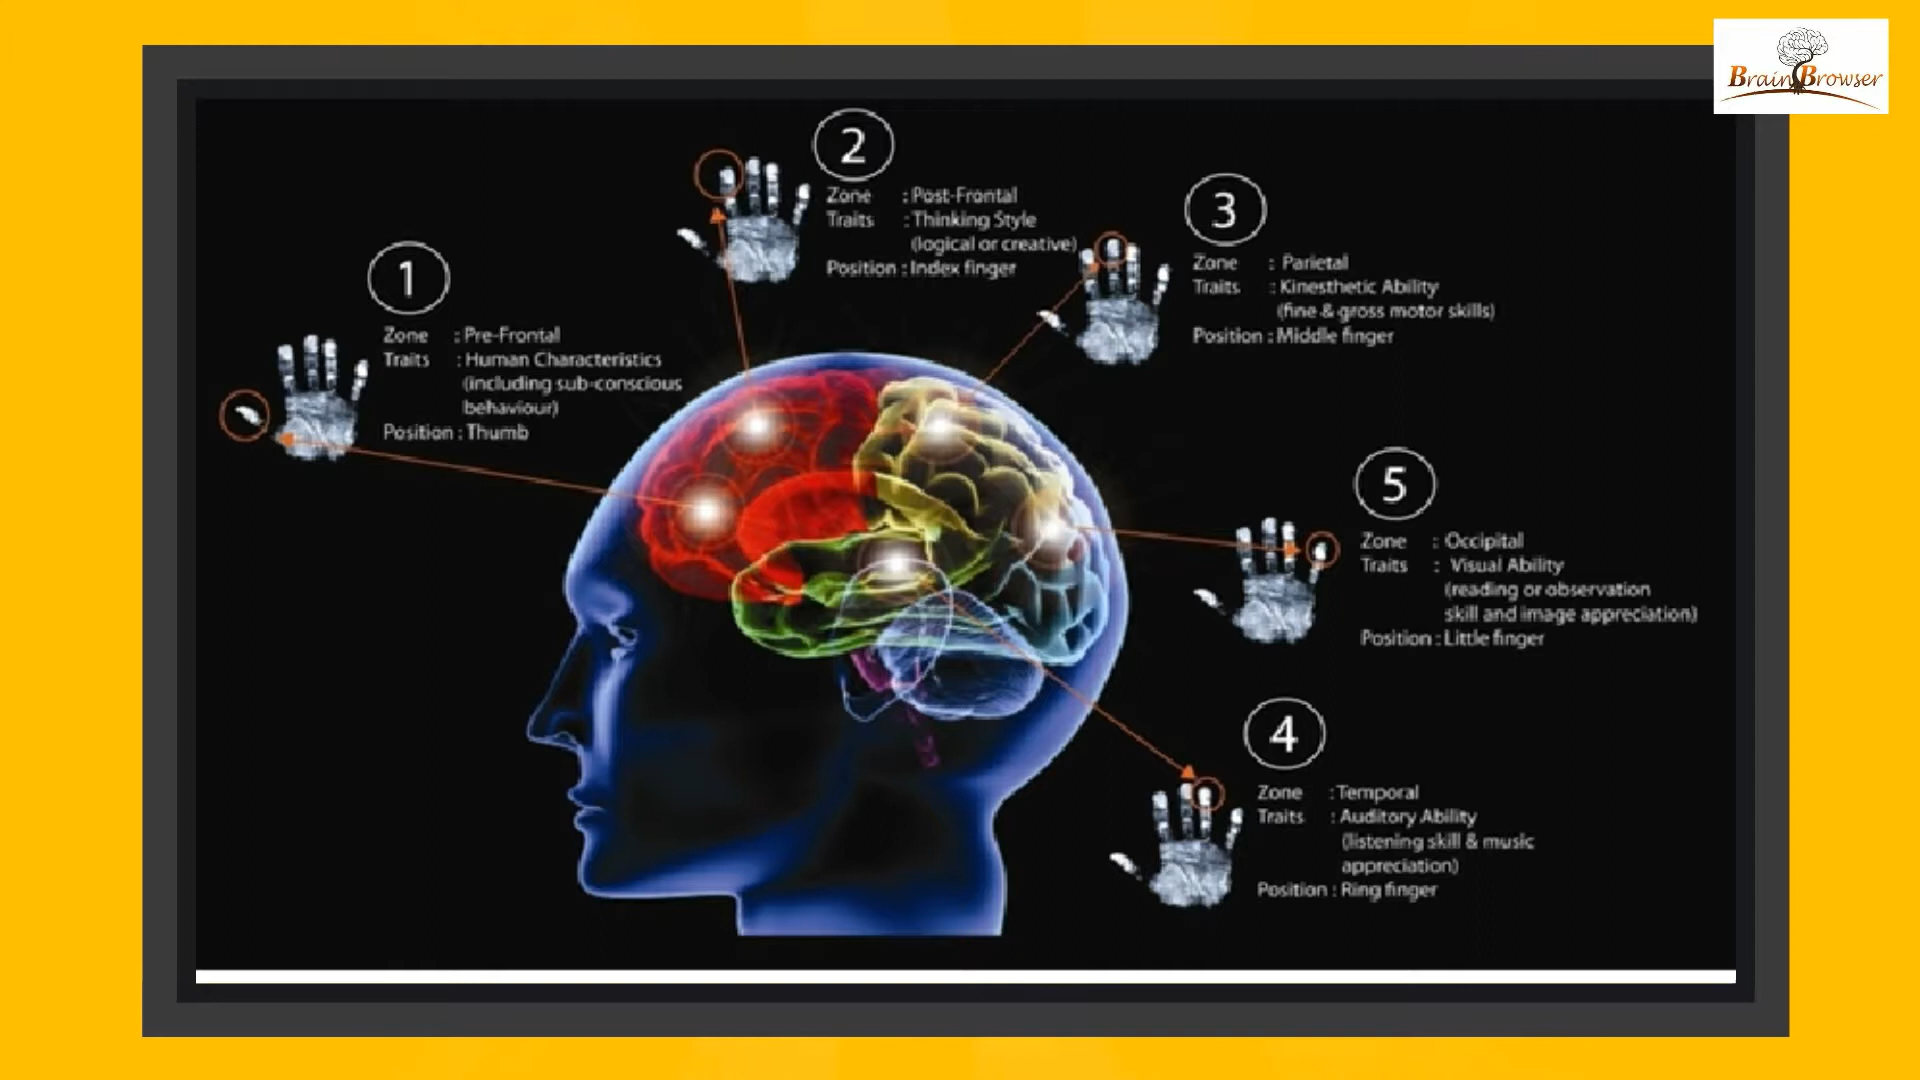 Brain Browser
1
Zone : Pre-Frontal
Traits : Human Characteristics
(including sub-conscious
behaviour)
Position : Thumb
2
Zone : Post-Frontal
Traits : Thinking Style
(logical or creative)
Position : Index finger
3
Zone : Parietal
Traits : Kinesthetic Ability
(fine & gross motor skills)
Position : Middle finger
5
Zone : Occipital
Traits : Visual Ability
(reading or observation
skill and image appreciation)
Position : Little finger
4
Zone : Temporal
Traits : Auditory Ability
(listening skill & music
appreciation)
Position : Ring finger